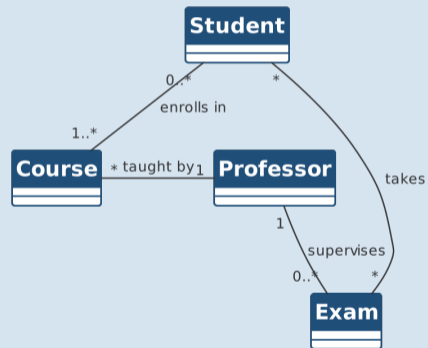 Student
0..*
*
enrolls in
1..*
takes
Course
* taught by 1
Professor
1
supervises
0..*
*
Exam